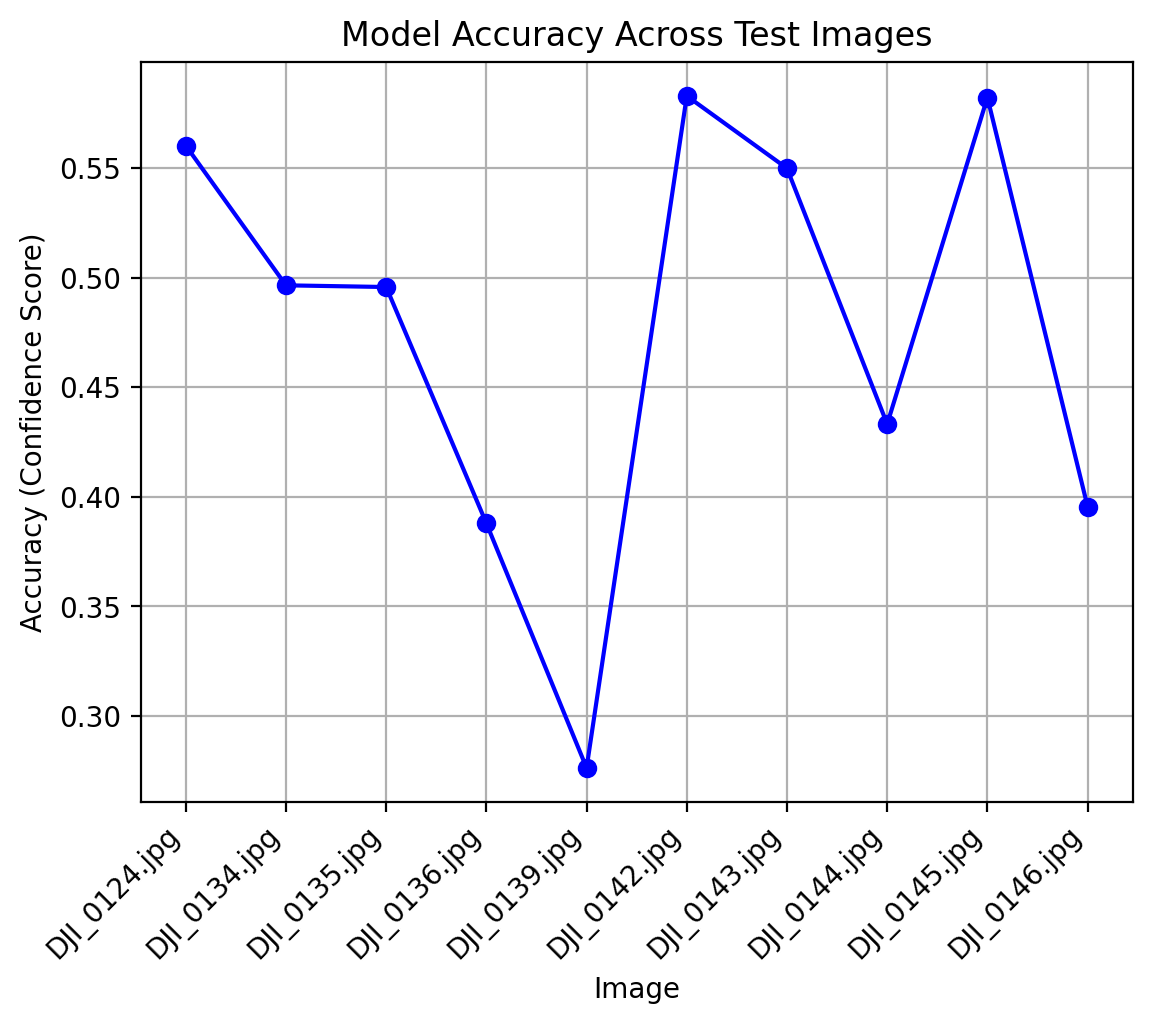 Model Accuracy Across Test Images
Accuracy (Confidence Score)
0.55
0.50
0.45
0.40
0.35
0.30
DJI_0124.jpg
DJI_0134.jpg
DJI_0135.jpg
DJI_0136.jpg
DJI_0139.jpg
DJI_0142.jpg
DJI_0143.jpg
DJI_0144.jpg
DJI_0145.jpg
DJI_0146.jpg
Image